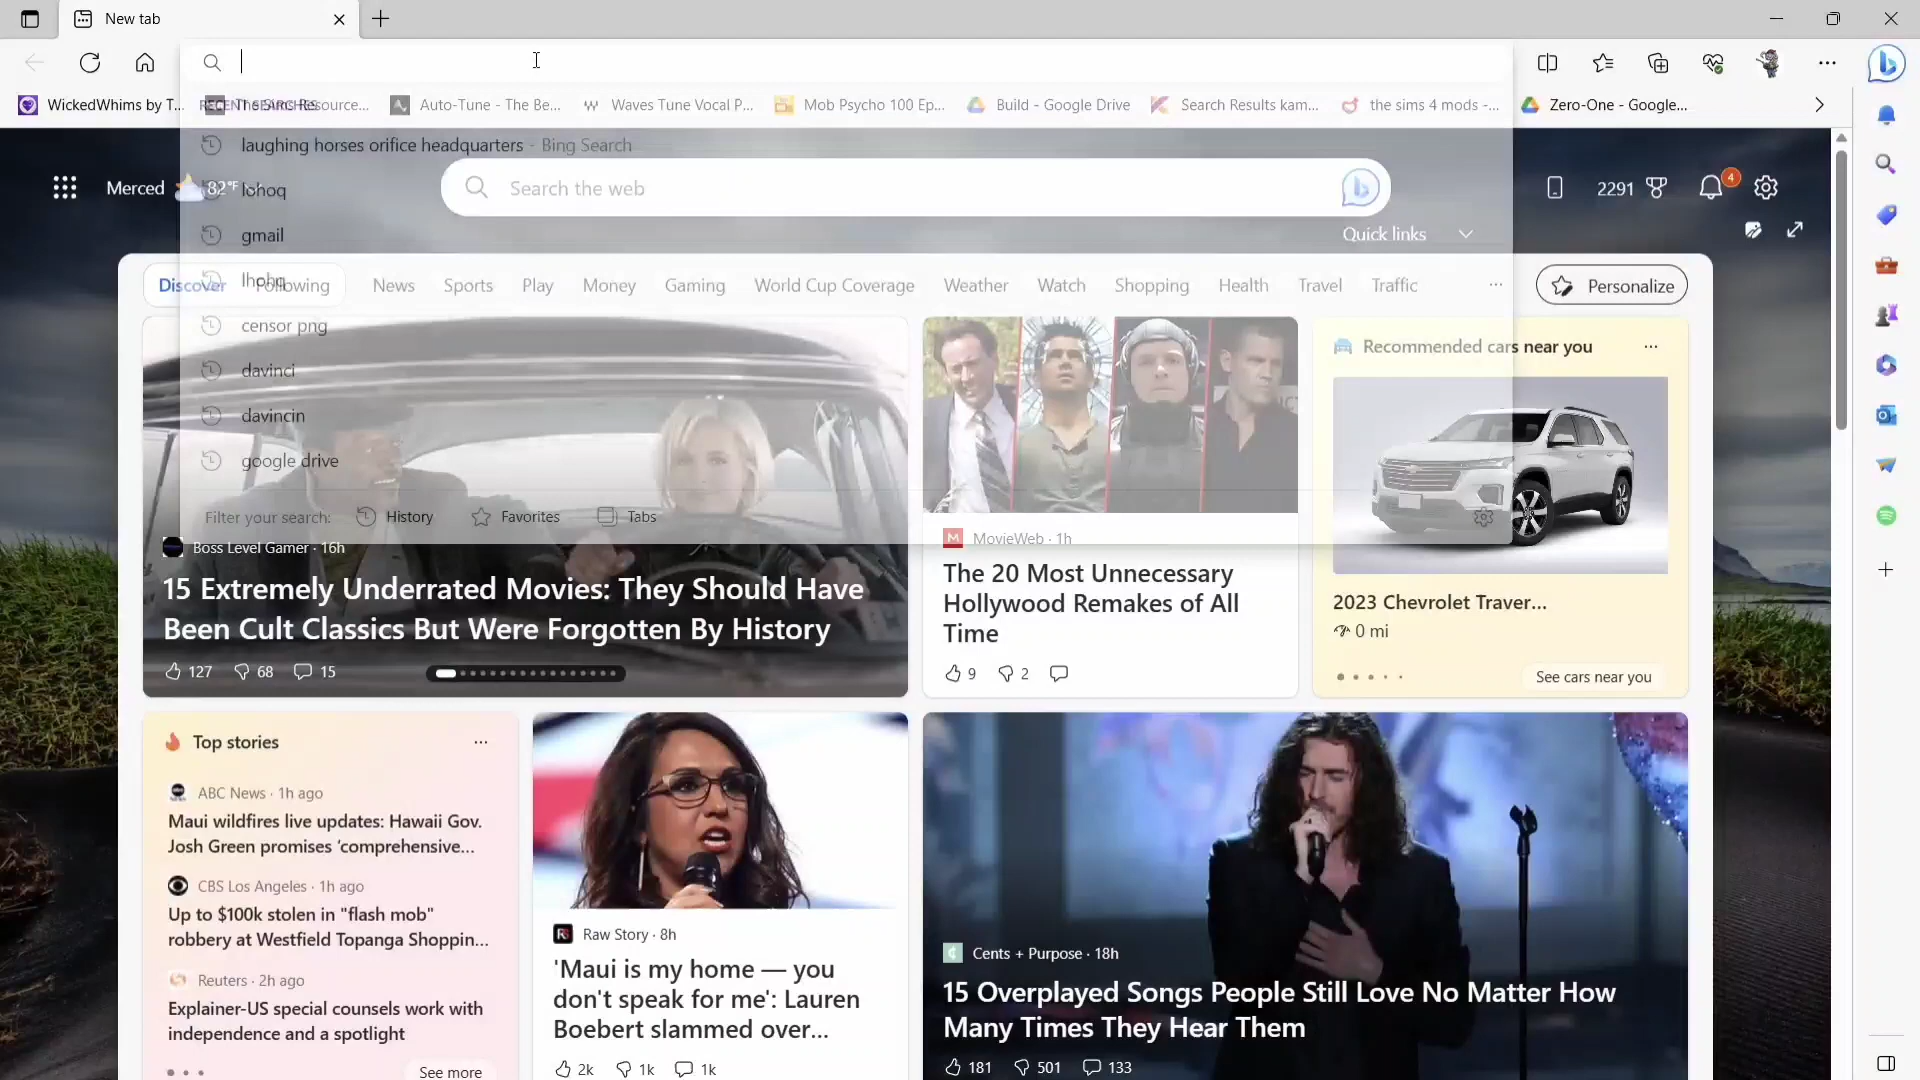 New tab
WickedWhims by T...
RECENT SEARCHES
The Sims Resource...
Auto-Tune - The Be...
Waves Tune Vocal P...
Mob Psycho 100 Ep...
Build - Google Drive
Search Results kam...
the sims 4 mods -...
Zero-One - Google...
laughing horses orifice headquarters - Bing Search
Merced
82°F
lohoq
Search the web
2291
4
gmail
Quick links
lhohq
Discover
Following
News
Sports
Play
Money
Gaming
World Cup Coverage
Weather
Watch
Shopping
Health
Travel
Traffic
Personalize
censor png
davinci
davincin
google drive
Filter your search:
History
Favorites
Tabs
Boss Level Gamer · 16h
15 Extremely Underrated Movies: They Should Have
Been Cult Classics But Were Forgotten By History
127
68
15
MovieWeb · 1h
The 20 Most Unnecessary
Hollywood Remakes of All
Time
9
2
Recommended cars near you
2023 Chevrolet Traver...
0 mi
See cars near you
Top stories
ABC News · 1h ago
Maui wildfires live updates: Hawaii Gov.
Josh Green promises 'comprehensive...
CBS Los Angeles · 1h ago
Up to $100k stolen in "flash mob"
robbery at Westfield Topanga Shoppin...
Reuters · 2h ago
Explainer-US special counsels work with
independence and a spotlight
See more
Raw Story · 8h
'Maui is my home — you
don't speak for me': Lauren
Boebert slammed over...
2k
1k
1k
Cents + Purpose · 18h
15 Overplayed Songs People Still Love No Matter How
Many Times They Hear Them
181
501
133